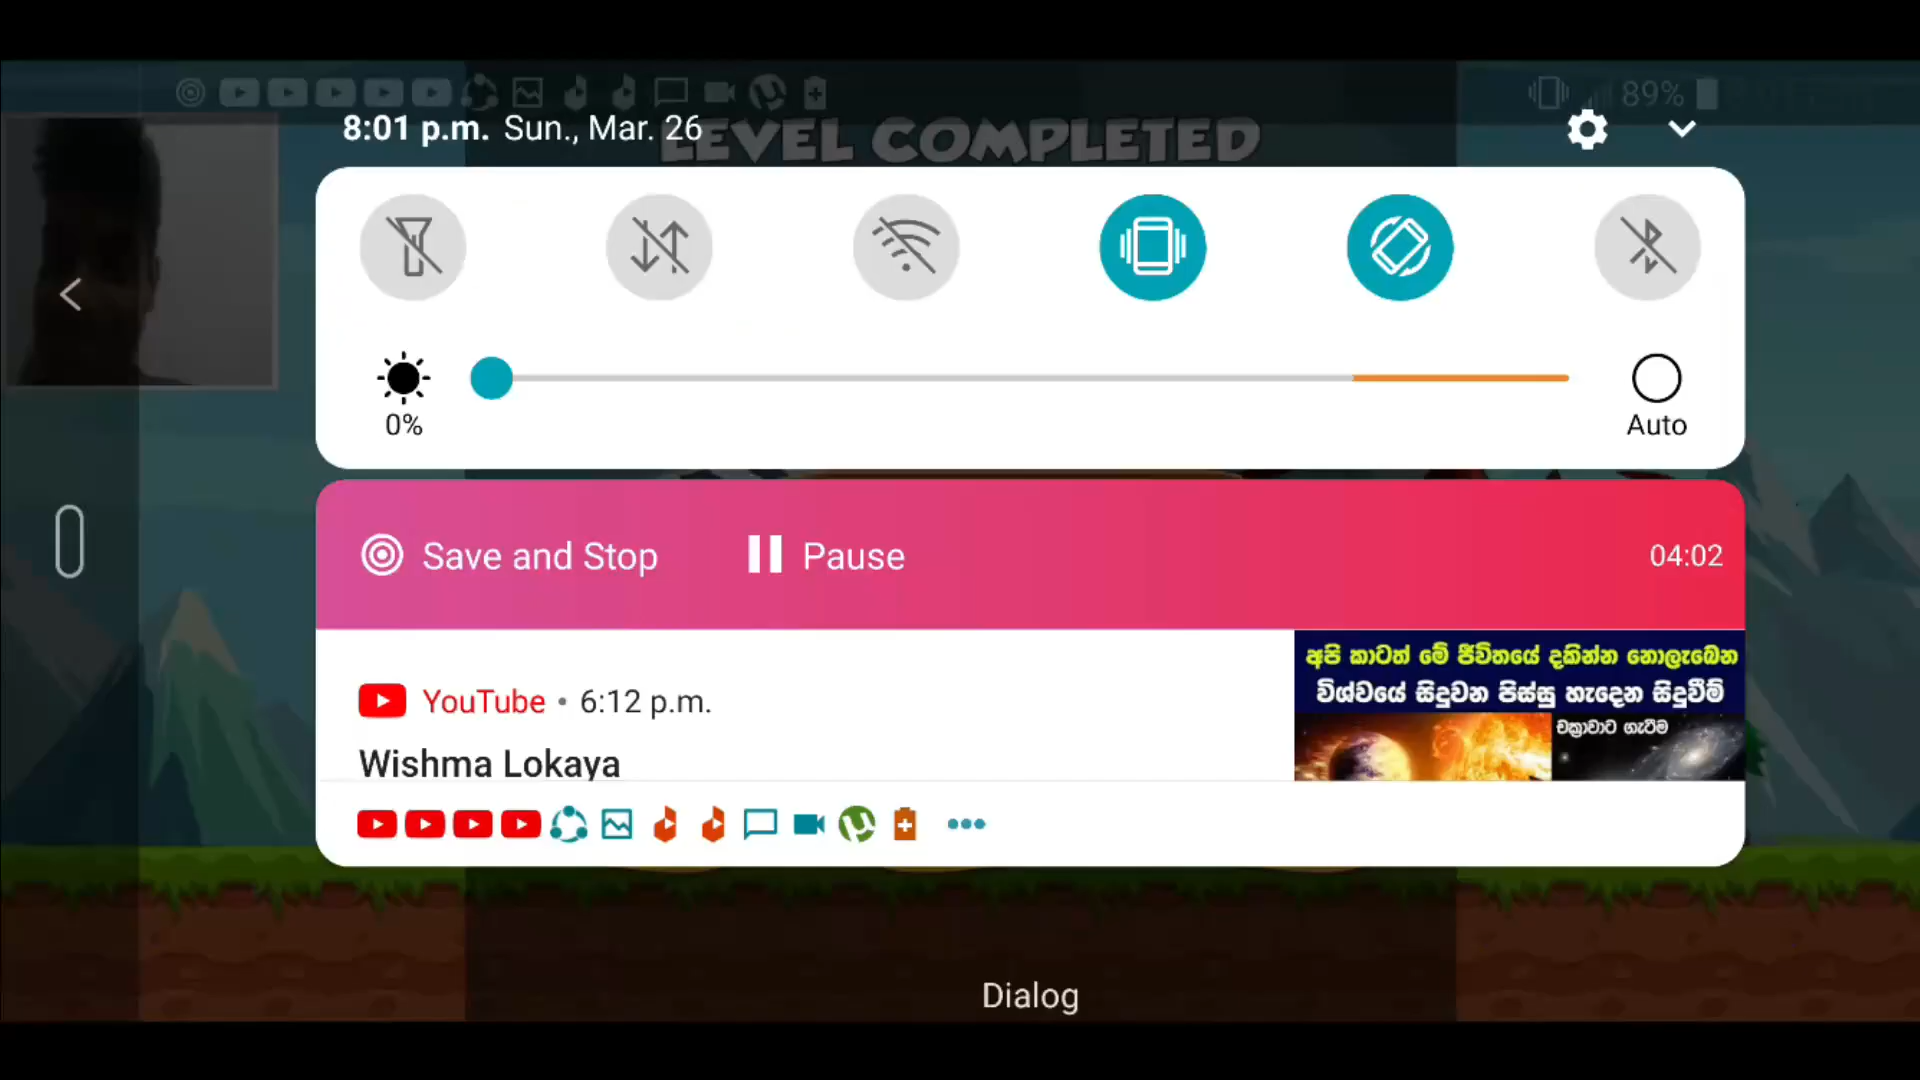 89%
8:01 p.m. Sun., Mar. 26
LEVEL COMPLETED
0%
Auto
Save and Stop
Pause
04:02
YouTube • 6:12 p.m.
Wishma Lokaya
අපි කාටත් මේ ජීවිතයේ දකින්න නොලැබෙන
විශ්වයේ සිදුවන පිස්සු හැදෙන සිදුවීම්
චක්‍රාවාට ගැටීම
Dialog